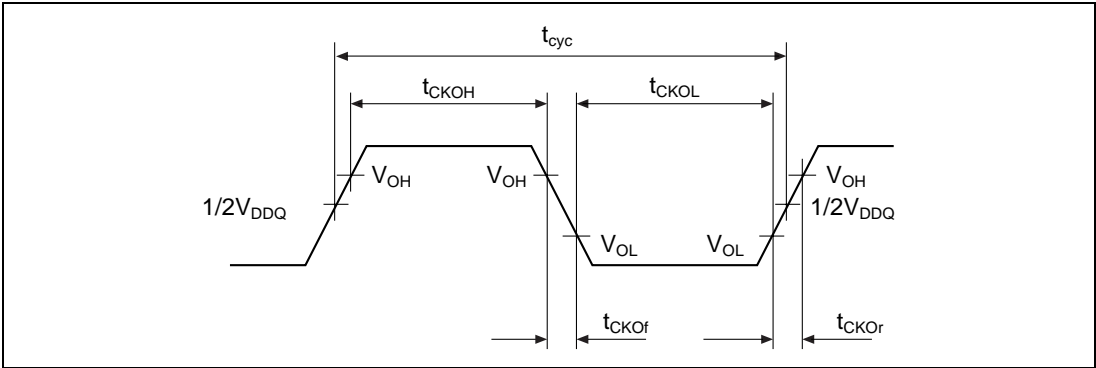 tcyc
tCKOH
tCKOL
VOH
VOH
VOH
1/2VDDQ
1/2VDDQ
VOL
VOL
tCKOf
tCKOr